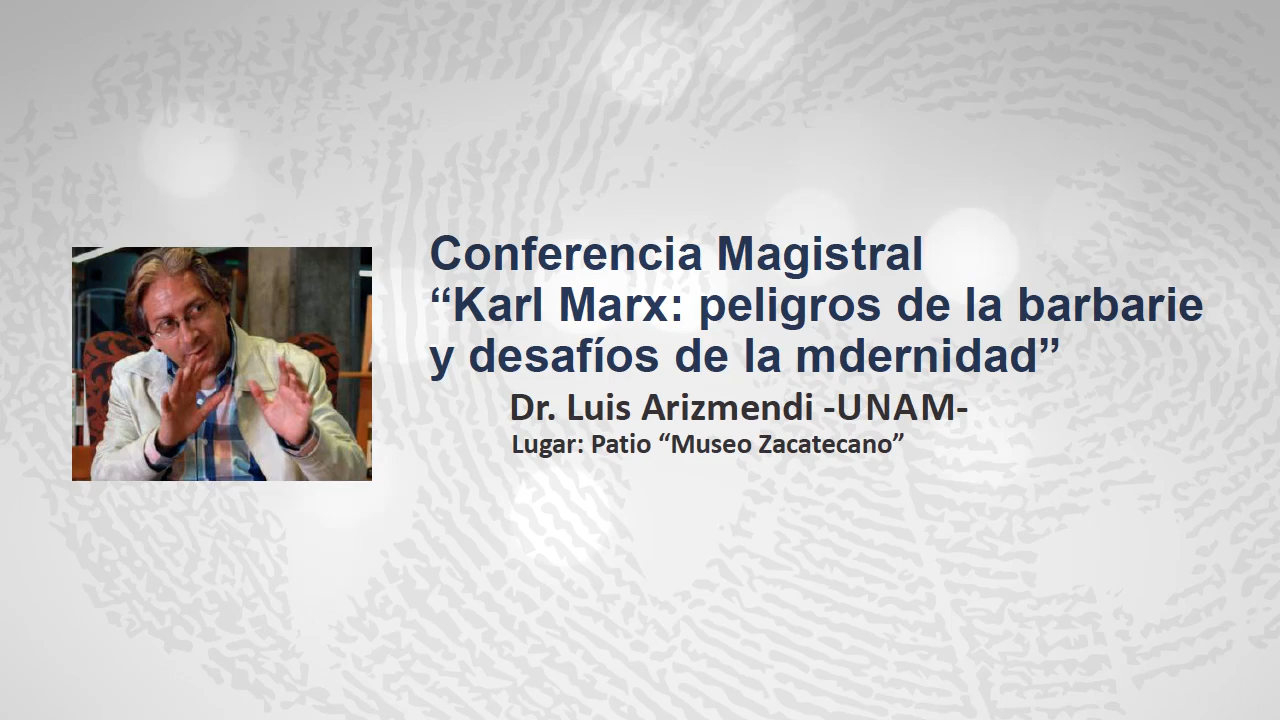 Conferencia Magistral
“Karl Marx: peligros de la barbarie
y desafíos de la mdernidad”
Dr. Luis Arizmendi -UNAM-
Lugar: Patio “Museo Zacatecano”